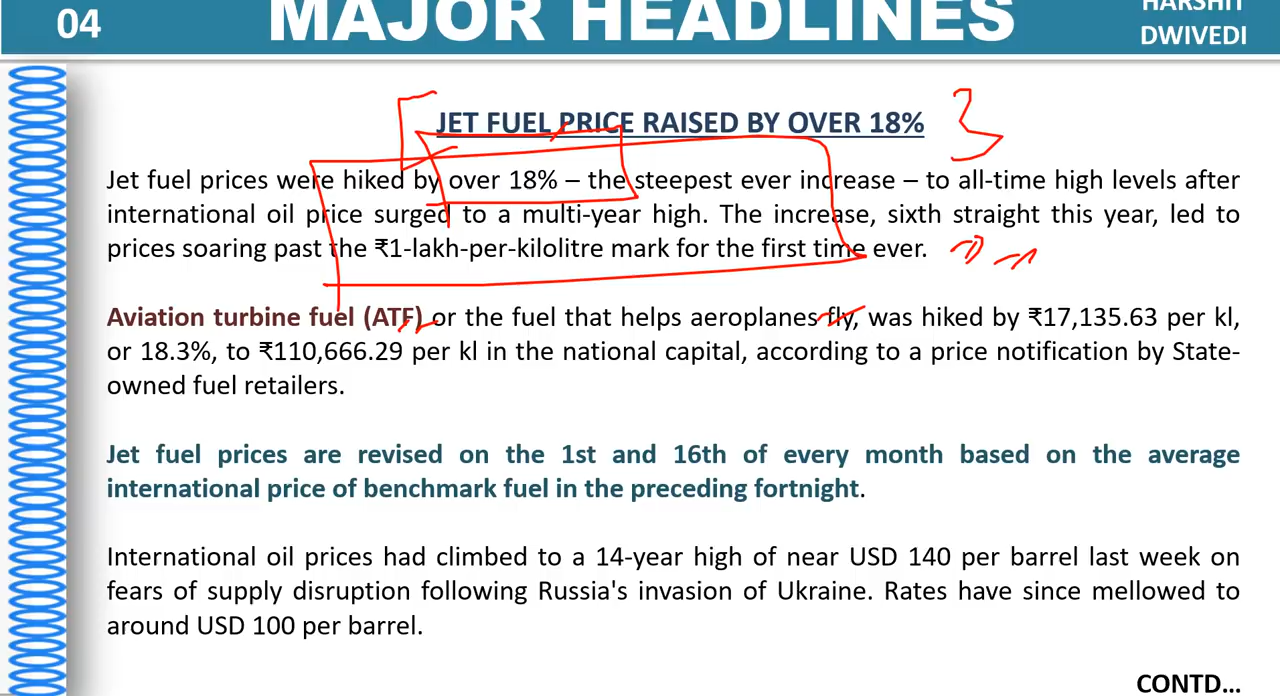 04
MAJOR HEADLINES
HARSHIT
DWIVEDI
JET FUEL PRICE RAISED BY OVER 18%
Jet fuel prices were hiked by over 18% – the steepest ever increase – to all-time high levels after
international oil price surged to a multi-year high. The increase, sixth straight this year, led to
prices soaring past the ₹1-lakh-per-kilolitre mark for the first time ever.
Aviation turbine fuel (ATF) or the fuel that helps aeroplanes fly, was hiked by ₹17,135.63 per kl,
or 18.3%, to ₹110,666.29 per kl in the national capital, according to a price notification by State-
owned fuel retailers.
Jet fuel prices are revised on the 1st and 16th of every month based on the average
international price of benchmark fuel in the preceding fortnight.
International oil prices had climbed to a 14-year high of near USD 140 per barrel last week on
fears of supply disruption following Russia's invasion of Ukraine. Rates have since mellowed to
around USD 100 per barrel.
CONTD...